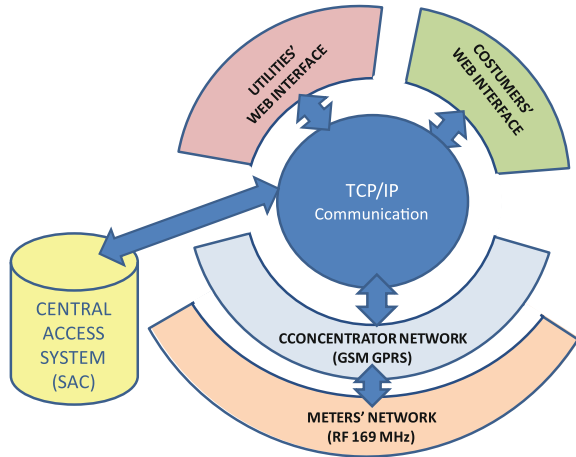 UTILITIES'
WEB INTERFACE
COSTUMERS'
WEB INTERFACE
TCP/IP
Communication
CENTRAL
ACCESS
SYSTEM
(SAC)
CCONCENTRATOR NETWORK
(GSM GPRS)
METERS' NETWORK
(RF 169 MHz)